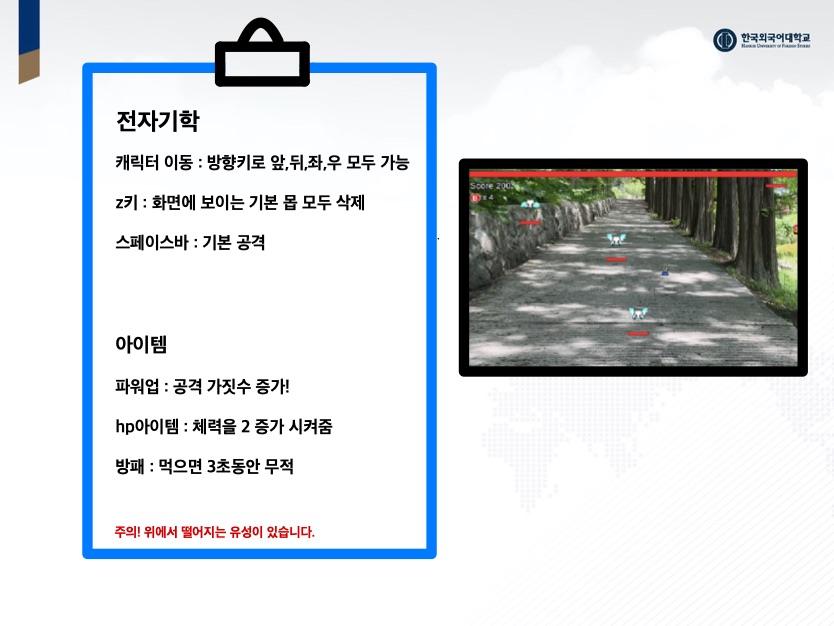 한국외국어대학교
HANKUK UNIVERSITY OF FOREIGN STUDIES
전자기학
캐릭터 이동 : 방향키로 앞,뒤,좌,우 모두 가능
z키 : 화면에 보이는 기본 몹 모두 삭제
스페이스바 : 기본 공격
아이템
파워업 : 공격 가짓수 증가!
hp아이템 : 체력을 2 증가 시켜줌
방패 : 먹으면 3초동안 무적
주의! 위에서 떨어지는 유성이 있습니다.
Score
x 4